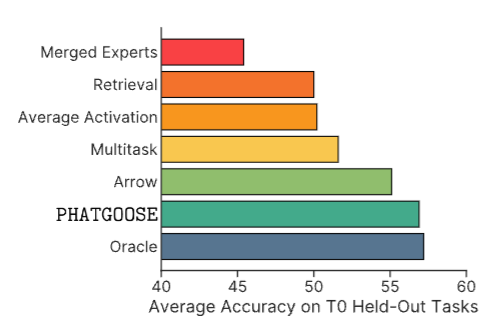 Merged Experts
Retrieval
Average Activation
Multitask
Arrow
PHATGOOSE
Oracle
40 45 50 55 60
Average Accuracy on T0 Held-Out Tasks